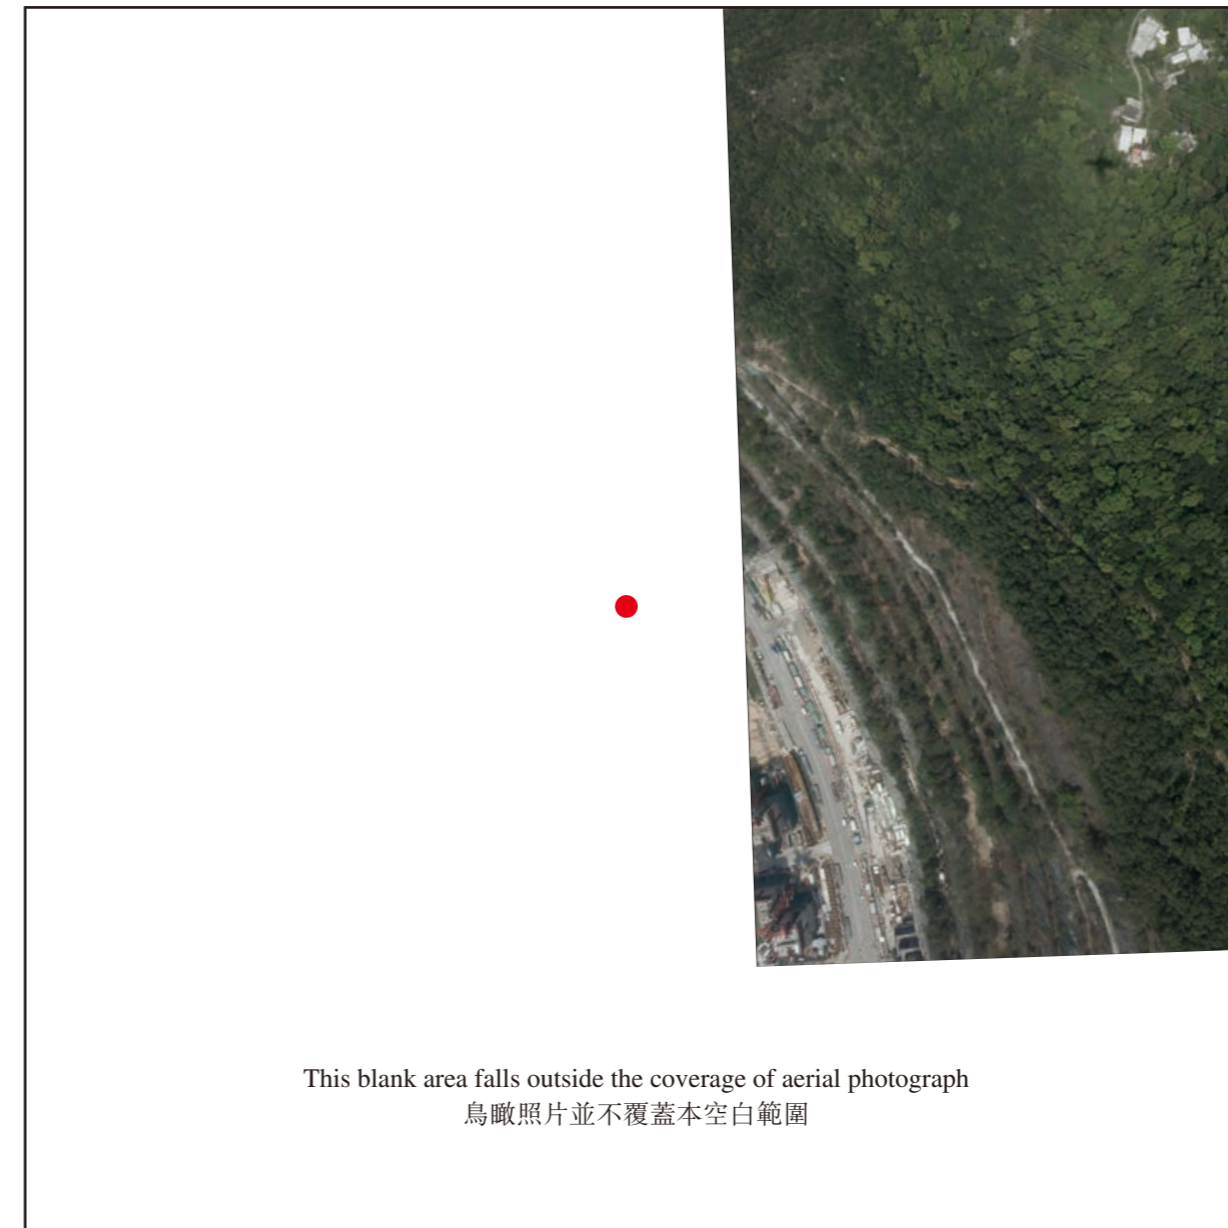 This blank area falls outside the coverage of aerial photograph
鳥瞰照片並不覆蓋本空白範圍